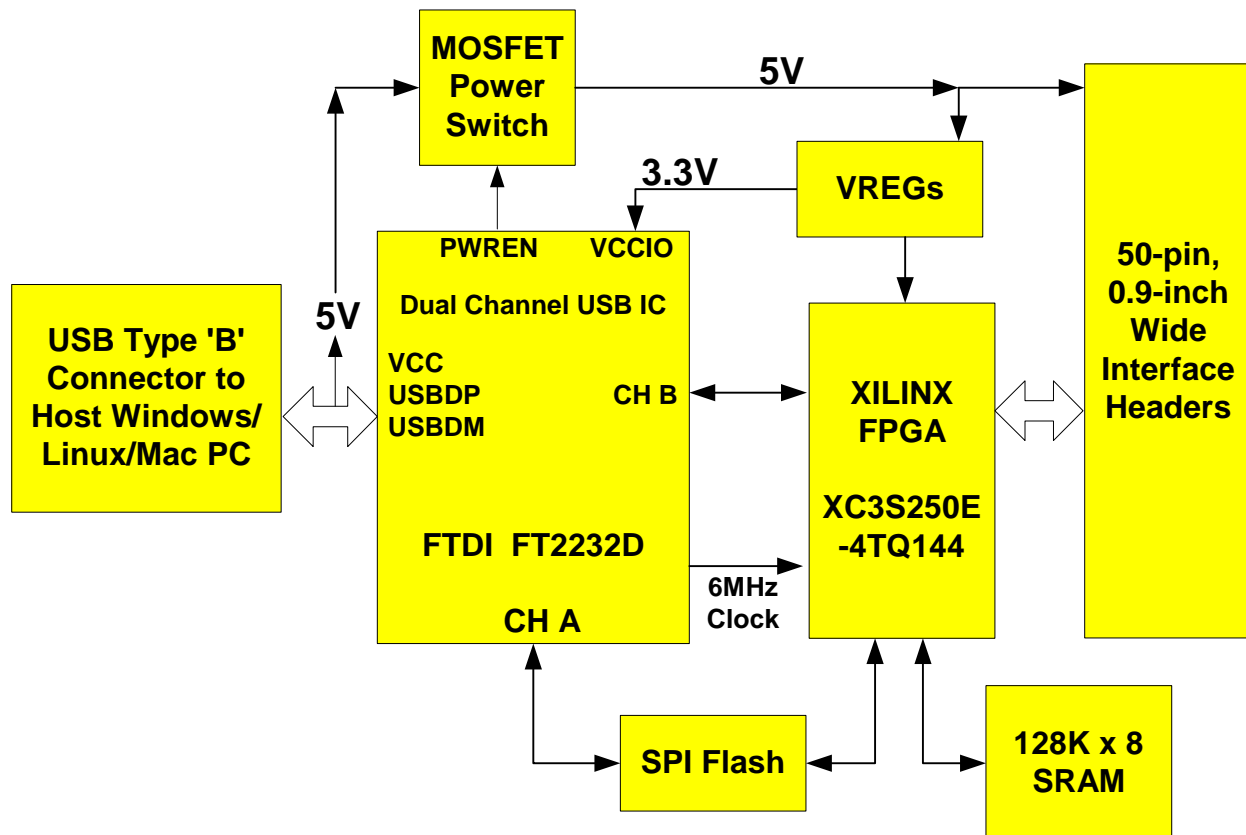 MOSFET
Power
Switch
5V
3.3V
VREGs
PWREN
VCCIO
Dual Channel USB IC
5V
USB Type 'B'
Connector to
Host Windows/
Linux/Mac PC
VCC
USBDP
USBDM
CH B
FTDI FT2232D
CH A
6MHz
Clock
XILINX
FPGA
XC3S250E
-4TQ144
50-pin,
0.9-inch
Wide
Interface
Headers
SPI Flash
128K x 8
SRAM